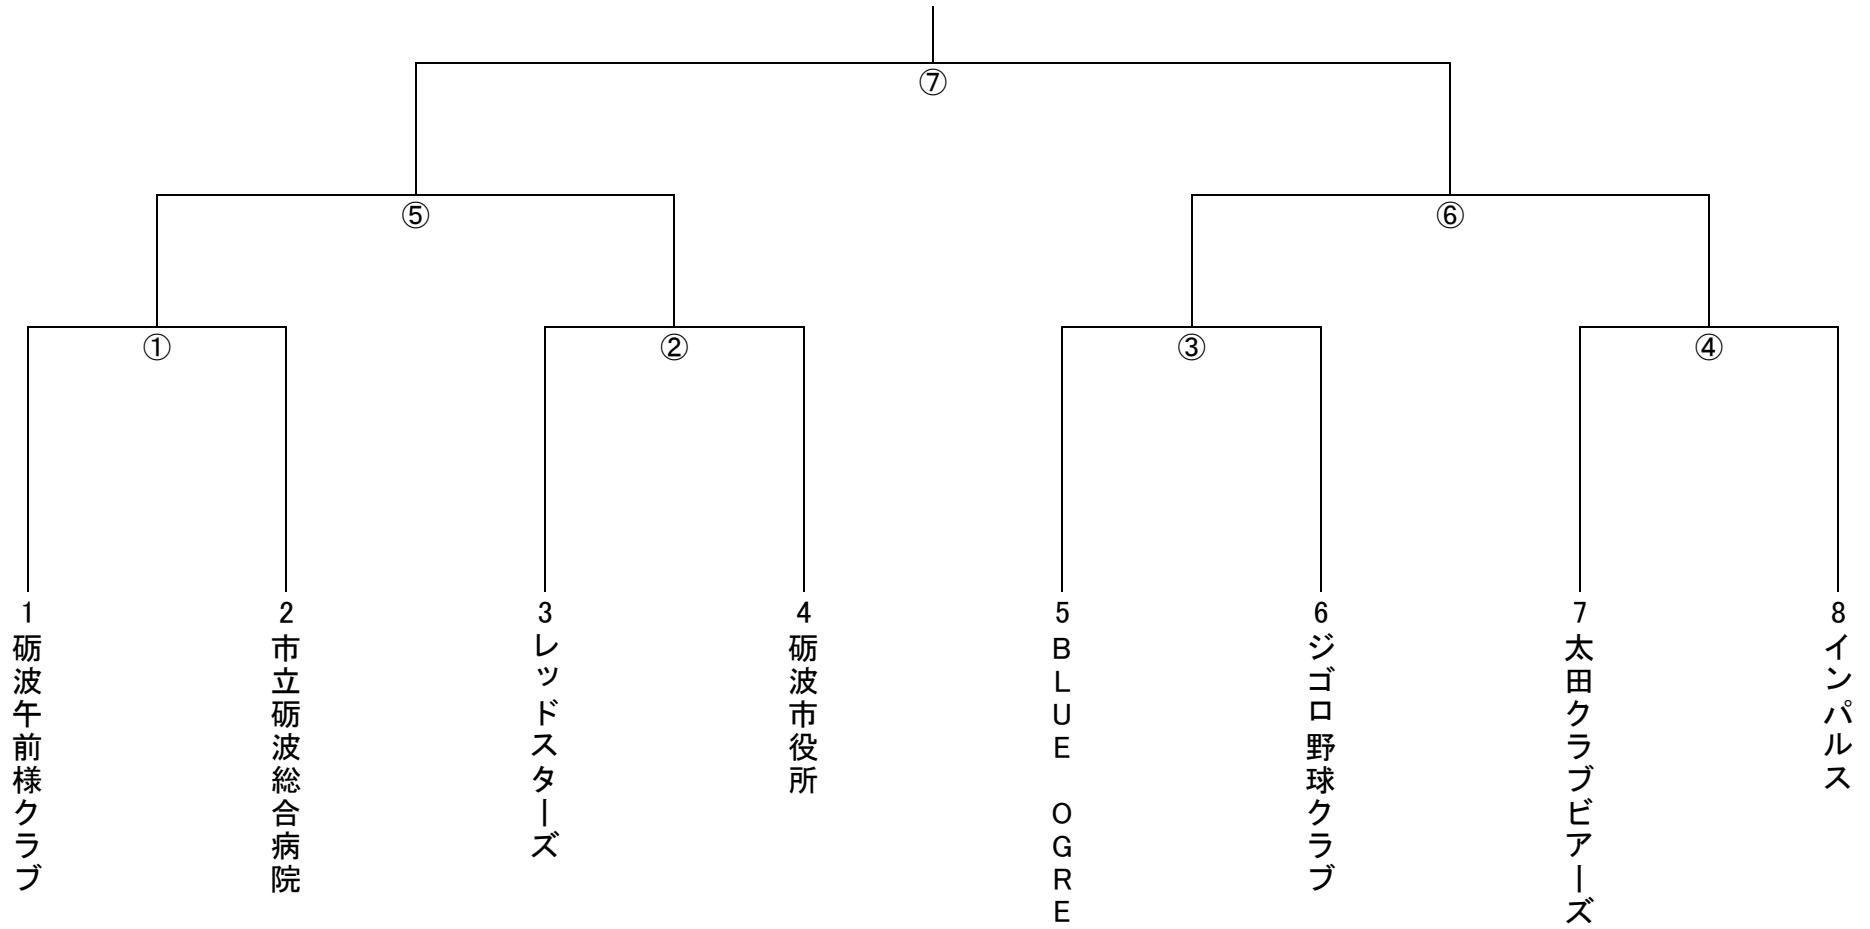 ⑦
⑤
⑥
①
②
③
④
1 砺波午前様クラブ
2 市立砺波総合病院
3 レッドスターズ
4 砺波市役所
5 BLUE OGRE
6 ジゴロ野球クラブ
7 太田クラブビアーズ
8 インパルス